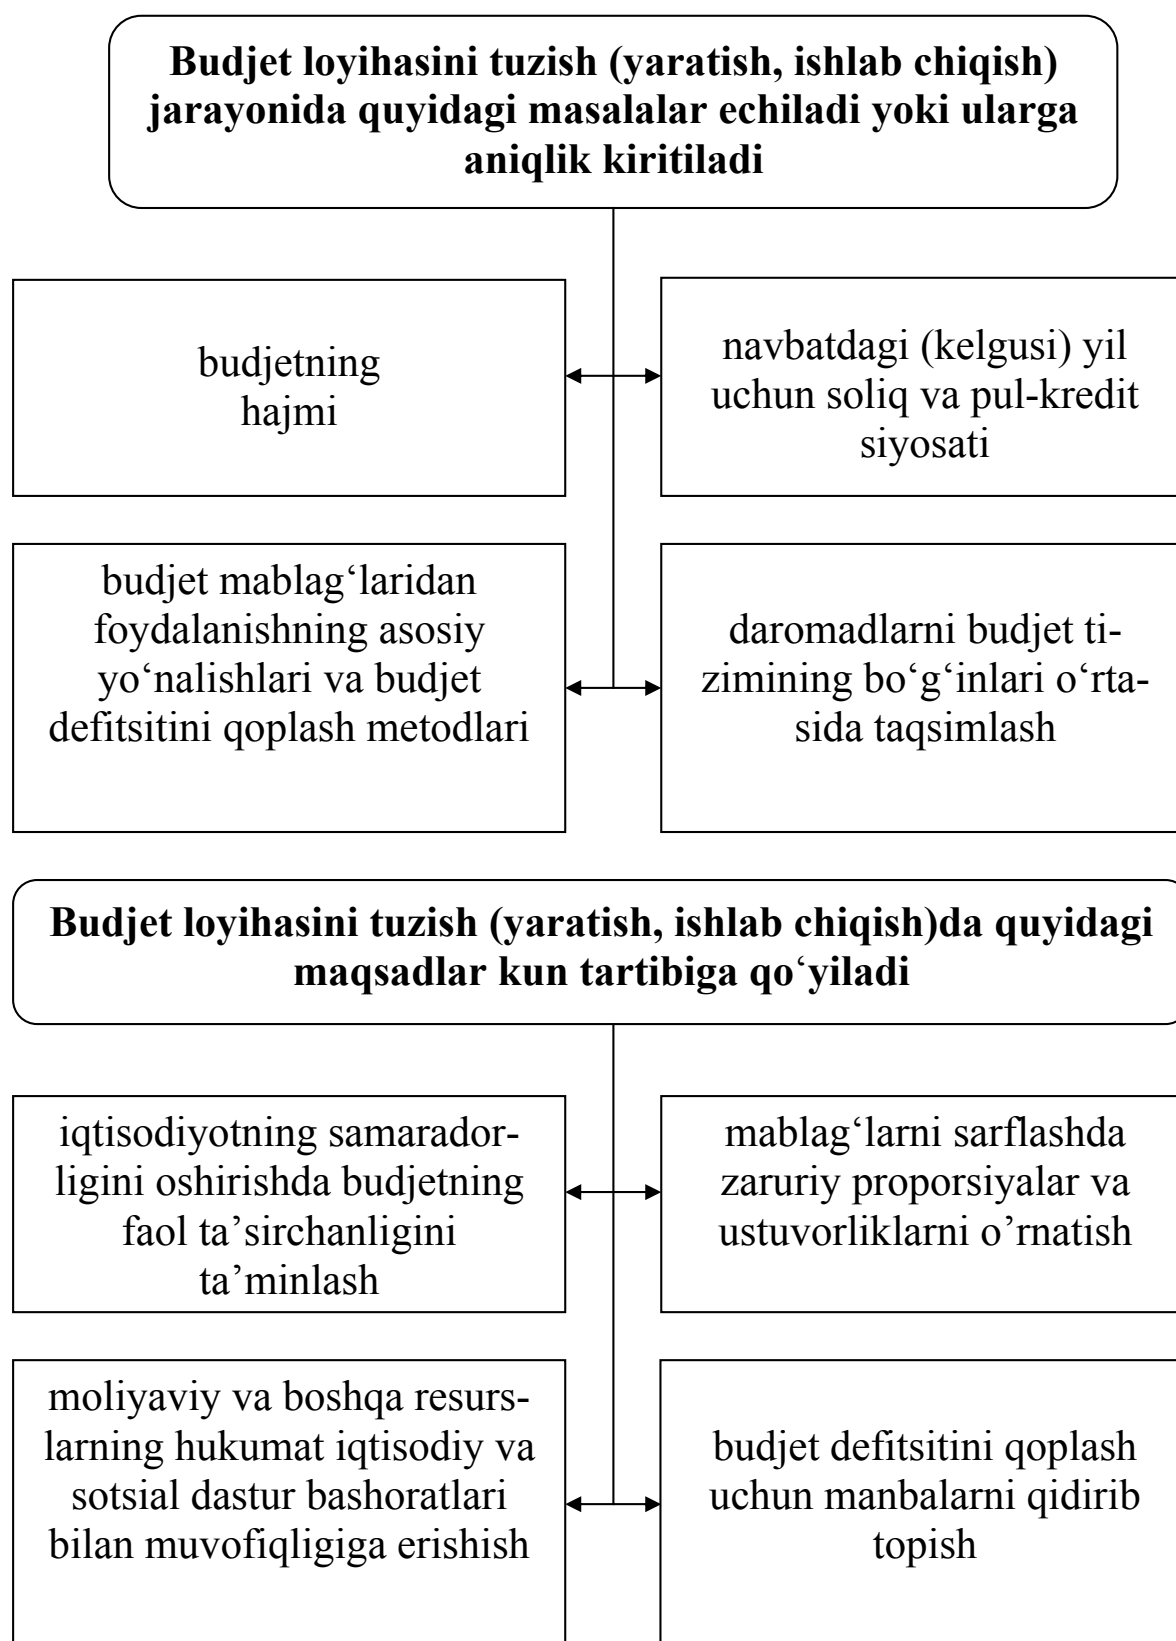 Budjet loyihasini tuzish (yaratish, ishlab chiqish)
jarayonida quyidagi masalalar echiladi yoki ularga
aniqlik kiritiladi
budjetning
hajmi
navbatdagi (kelgusi) yil
uchun soliq va pul-kredit
siyosati
budjet mablag‘laridan
foydalanishning asosiy
yo‘nalishlari va budjet
defitsitini qoplash metodlari
daromadlarni budjet ti-
zimining bo‘g‘inlari o‘rta-
sida taqsimlash
Budjet loyihasini tuzish (yaratish, ishlab chiqish)da quyidagi
maqsadlar kun tartibiga qo‘yiladi
iqtisodiyotning samarador-
ligini oshirishda budjetning
faol ta’sirchanligini
ta’minlash
mablag‘larni sarflashda
zaruriy proporsiyalar va
ustuvorliklarni o’rnatish
moliyaviy va boshqa resurs-
larning hukumat iqtisodiy va
sotsial dastur bashoratlari
bilan muvofiqligiga erishish
budjet defitsitini qoplash
uchun manbalarni qidirib
topish